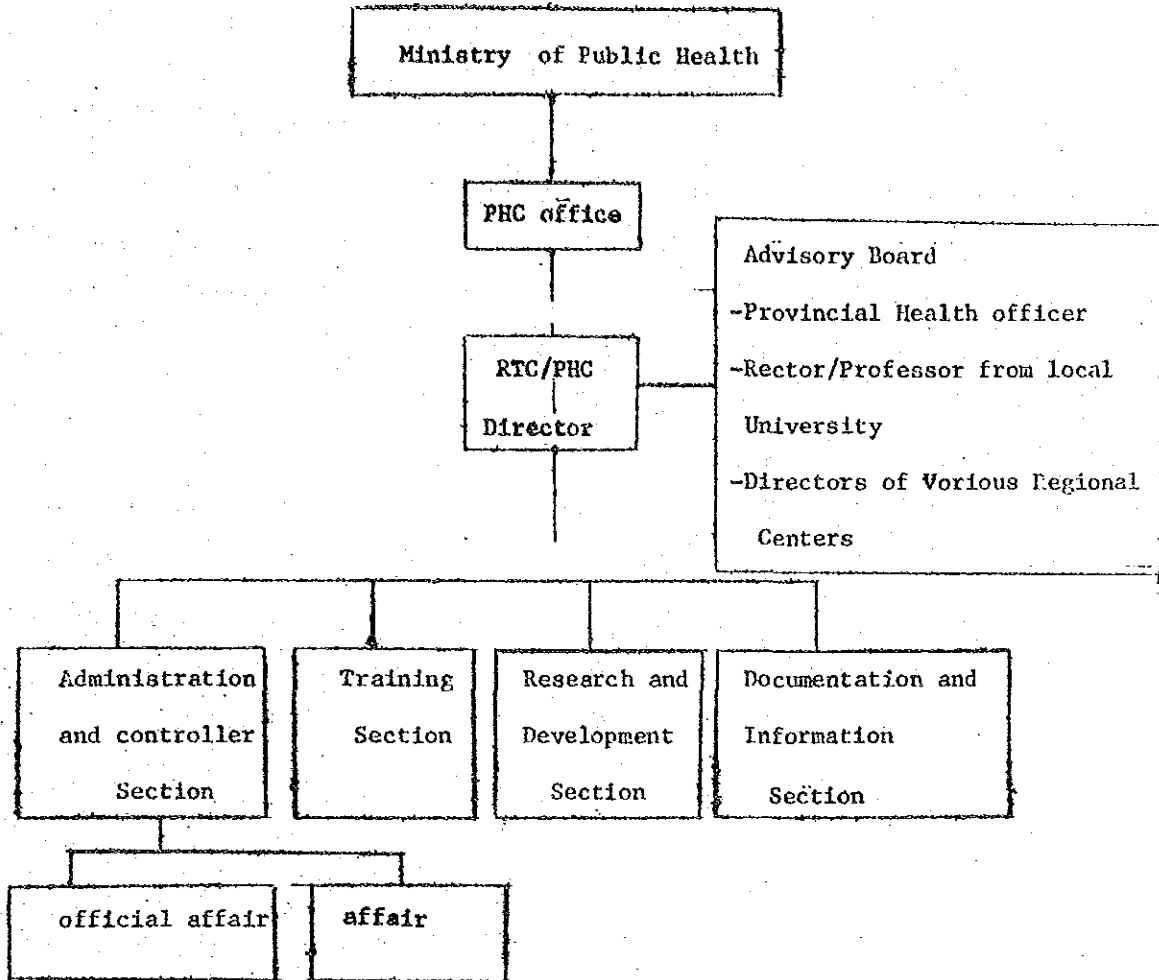 Ministry of Public Health
PHC office
RTC/PHC
Director
Advisory Board
-Provincial Health officer
-Rector/Professor from local
University
-Directors of Vorious Regional
Centers
Administration
and controller
Section
Training
Section
Research and
Development
Section
Documentation and
Information
Section
official affair
affair